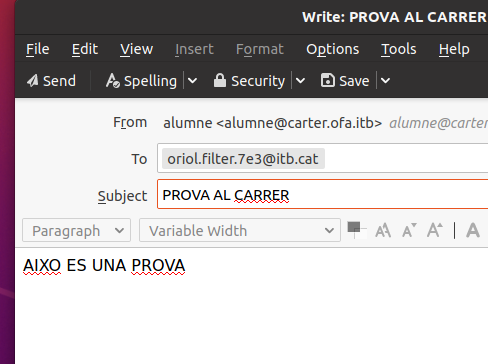 Write: PROVA AL CARRER
File Edit View Insert Format Options Tools Help
Send Spelling Security Save
From alumne <alumne@carter.ofa.itb> alumne@carter
To oriol.filter.7e3@itb.cat
Subject PROVA AL CARRER
Paragraph Variable Width
AIXO ES UNA PROVA